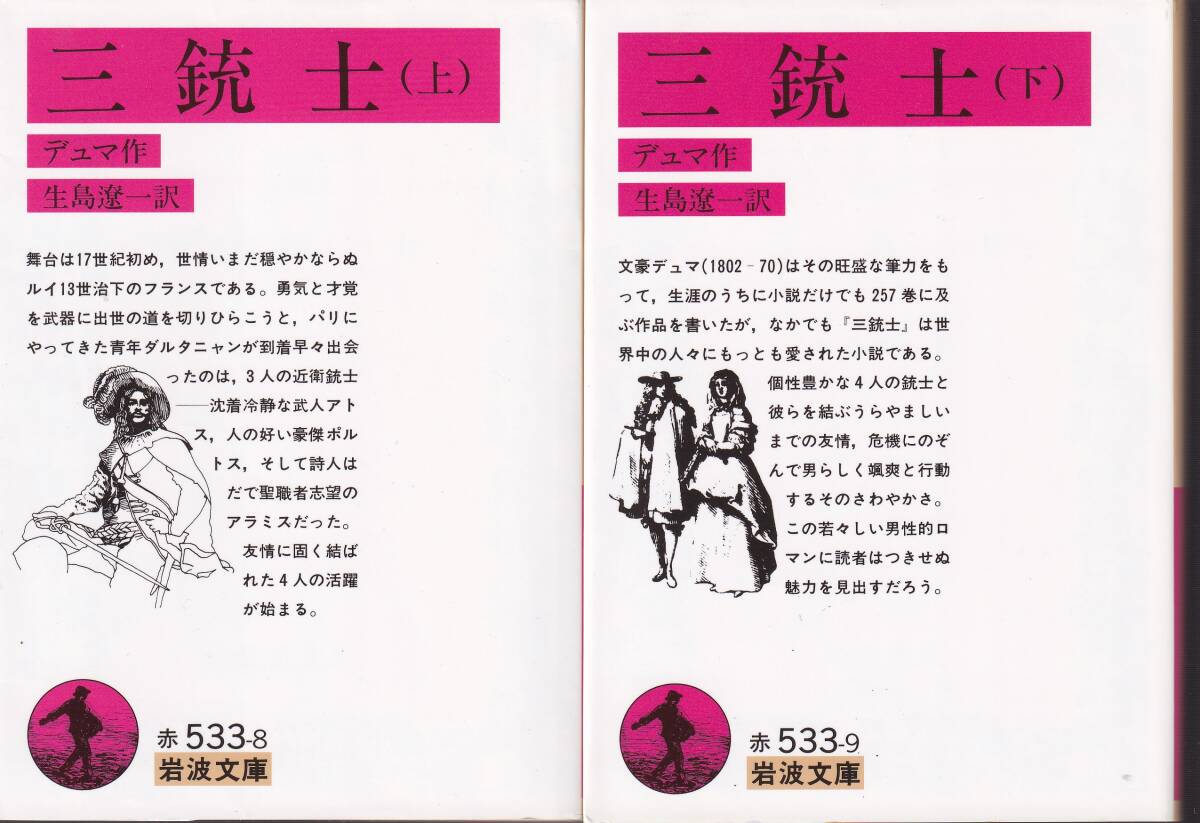 三銃士(上)
デュマ作
生島遼一訳
舞台は17世紀初め，世情いまだ穏やかならぬ
ルイ13世治下のフランスである。勇気と才覚
を武器に出世の道を切りひらこうと，パリに
やってきた青年ダルタニャンが到着早々出会
ったのは，3人の近衛銃士
──沈着冷静な武人アト
ス，人の好い豪傑ポル
トス，そして詩人は
だで聖職者志望の
アラミスだった。
友情に固く結ば
れた4人の活躍
が始まる。
赤 533-8
岩波文庫
三銃士(下)
デュマ作
生島遼一訳
文豪デュマ(1802‐70)はその旺盛な筆力をも
って，生涯のうちに小説だけでも257巻に及
ぶ作品を書いたが，なかでも『三銃士』は世
界中の人々にもっとも愛された小説である。
個性豊かな4人の銃士と
彼らを結ぶうらやましい
までの友情，危機にのぞ
んで男らしく颯爽と行動
するそのさわやかさ。
この若々しい男性的ロ
マンに読者はつきせぬ
魅力を見出すだろう。
赤 533-9
岩波文庫